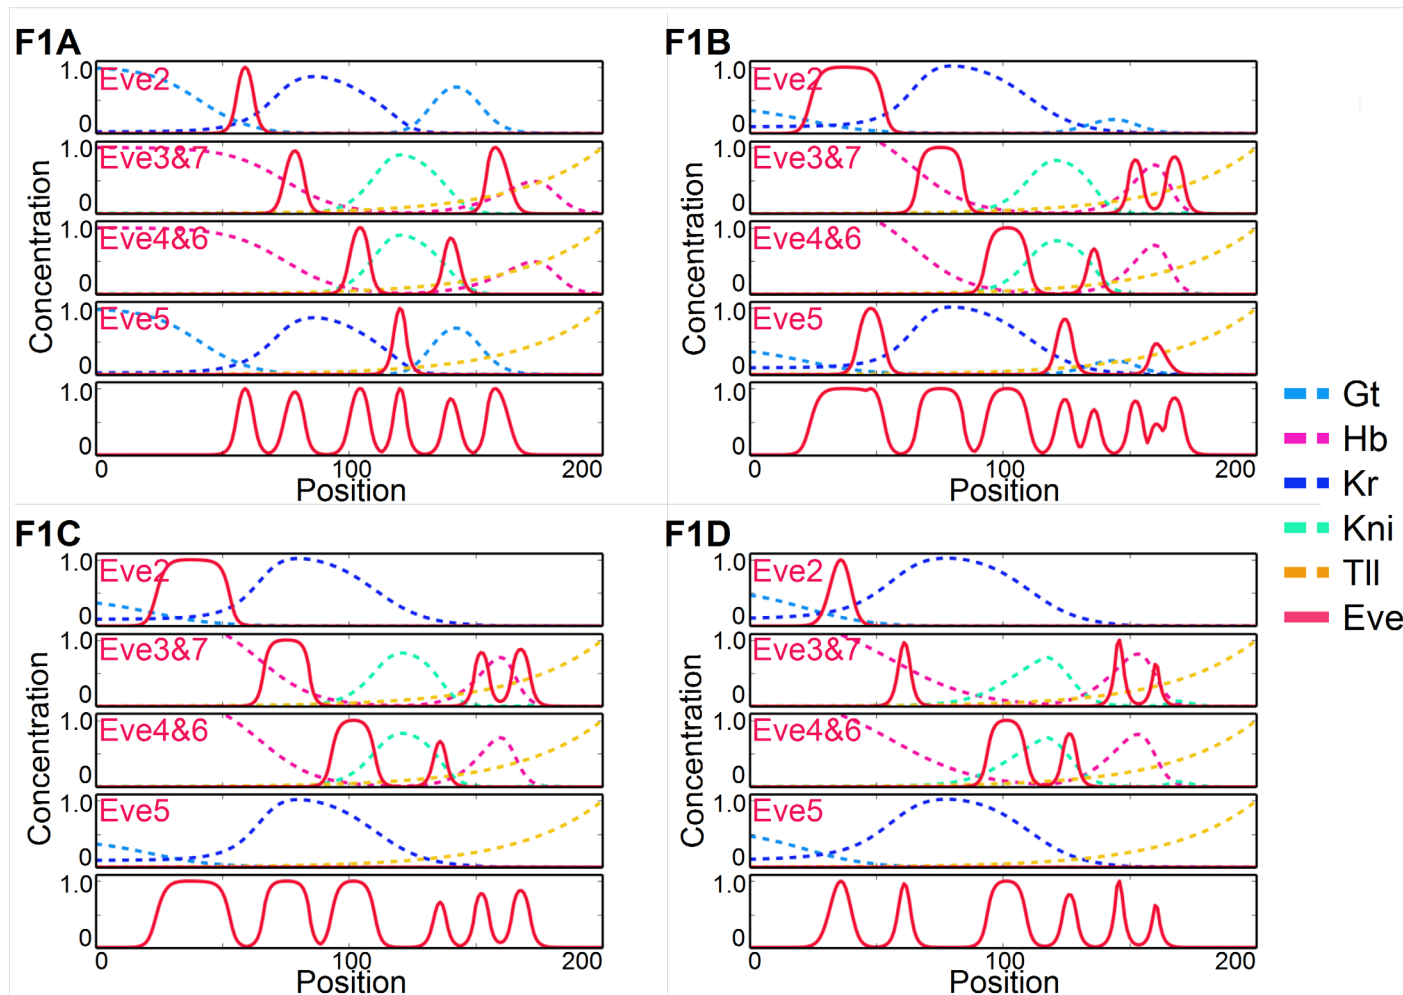 F1A
F1B
Eve2
1.0
0
Eve3&7
1.0
0
Eve4&6
1.0
0
Eve5
1.0
0
1.0
0
0 100 200
Position
Concentration
Eve2
1.0
0
Eve3&7
1.0
0
Eve4&6
1.0
0
Eve5
1.0
0
1.0
0
0 100 200
Position
Concentration
Gt
Hb
Kr
Kni
Tll
Eve
F1C
F1D
Eve2
1.0
0
Eve3&7
1.0
0
Eve4&6
1.0
0
Eve5
1.0
0
1.0
0
0 100 200
Position
Concentration
Eve2
1.0
0
Eve3&7
1.0
0
Eve4&6
1.0
0
Eve5
1.0
0
1.0
0
0 100 200
Position
Concentration